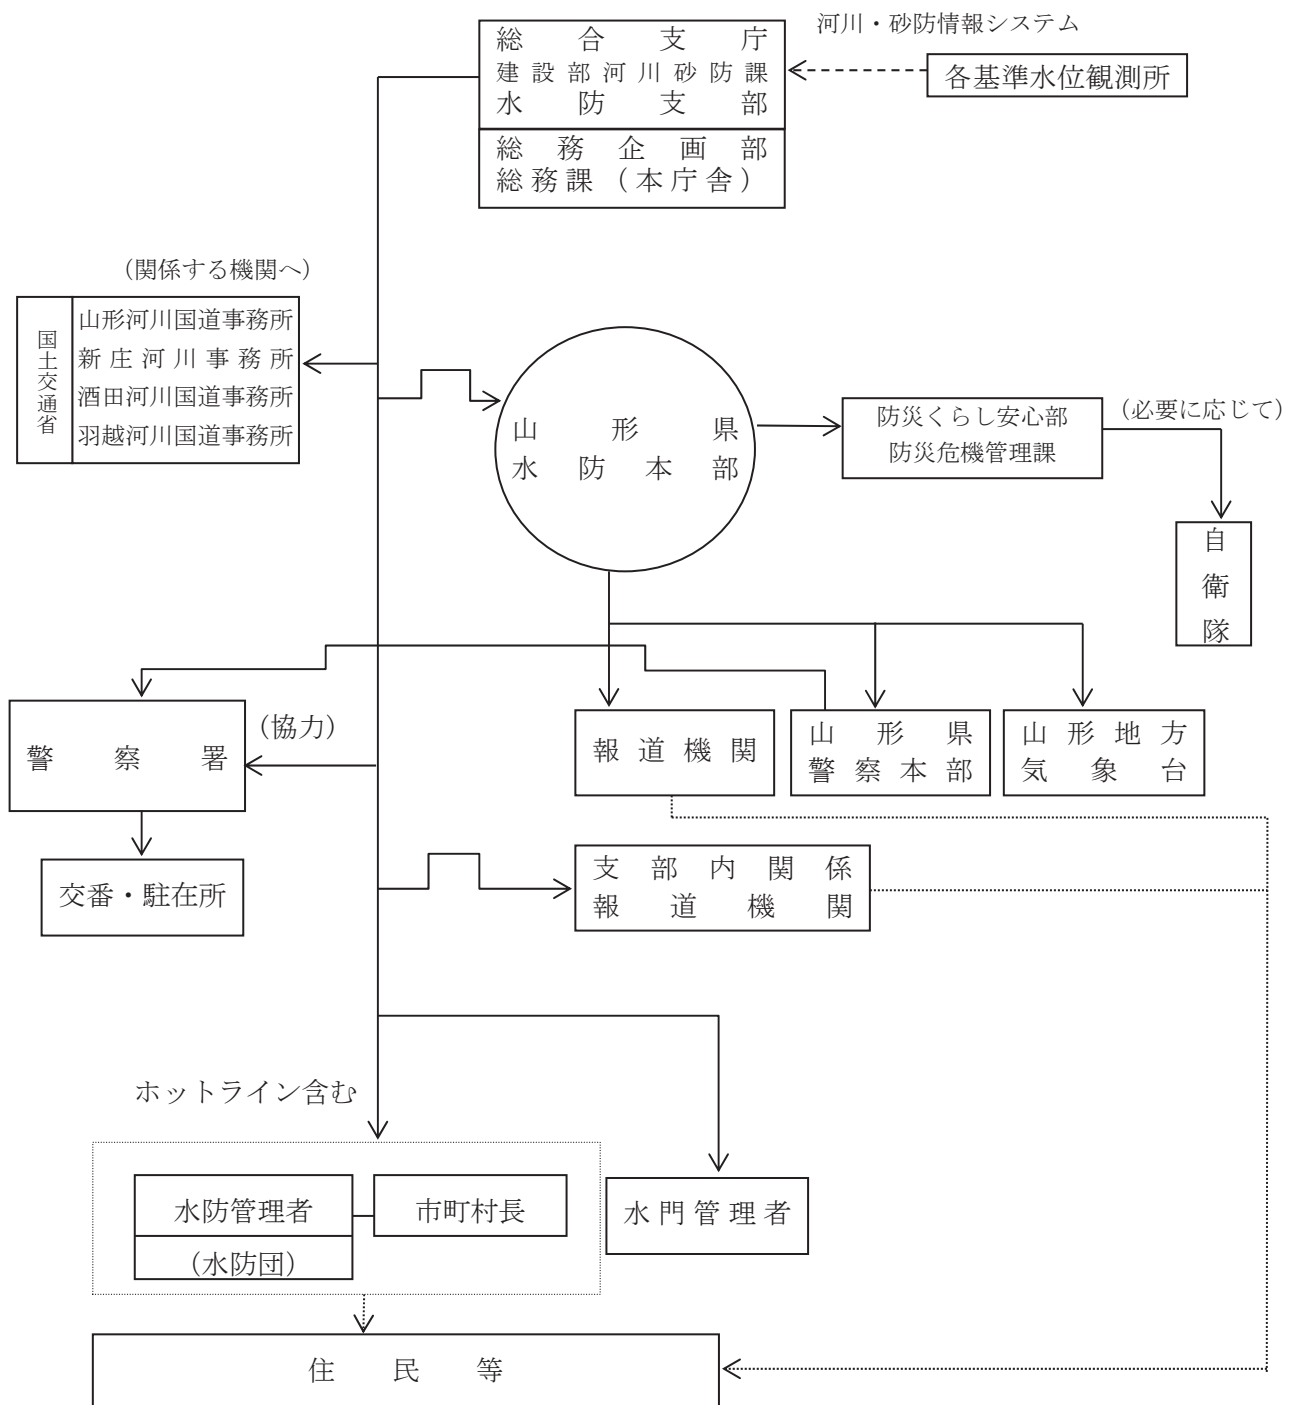 河川・砂防情報システム
総合支庁
建設部河川砂防課
水防支部
各基準水位観測所
総務企画部
総務課（本庁舎）
（関係する機関へ）
国土交通省
山形河川国道事務所
新庄河川事務所
酒田河川国道事務所
羽越河川国道事務所
山形県
水防本部
防災くらし安心部
防災危機管理課
（必要に応じて）
自衛隊
警察署
（協力）
報道機関
山形県
警察本部
山形地方
気象台
交番・駐在所
支部内関係
報道機関
ホットライン含む
水防管理者
（水防団）
市町村長
水門管理者
住民等